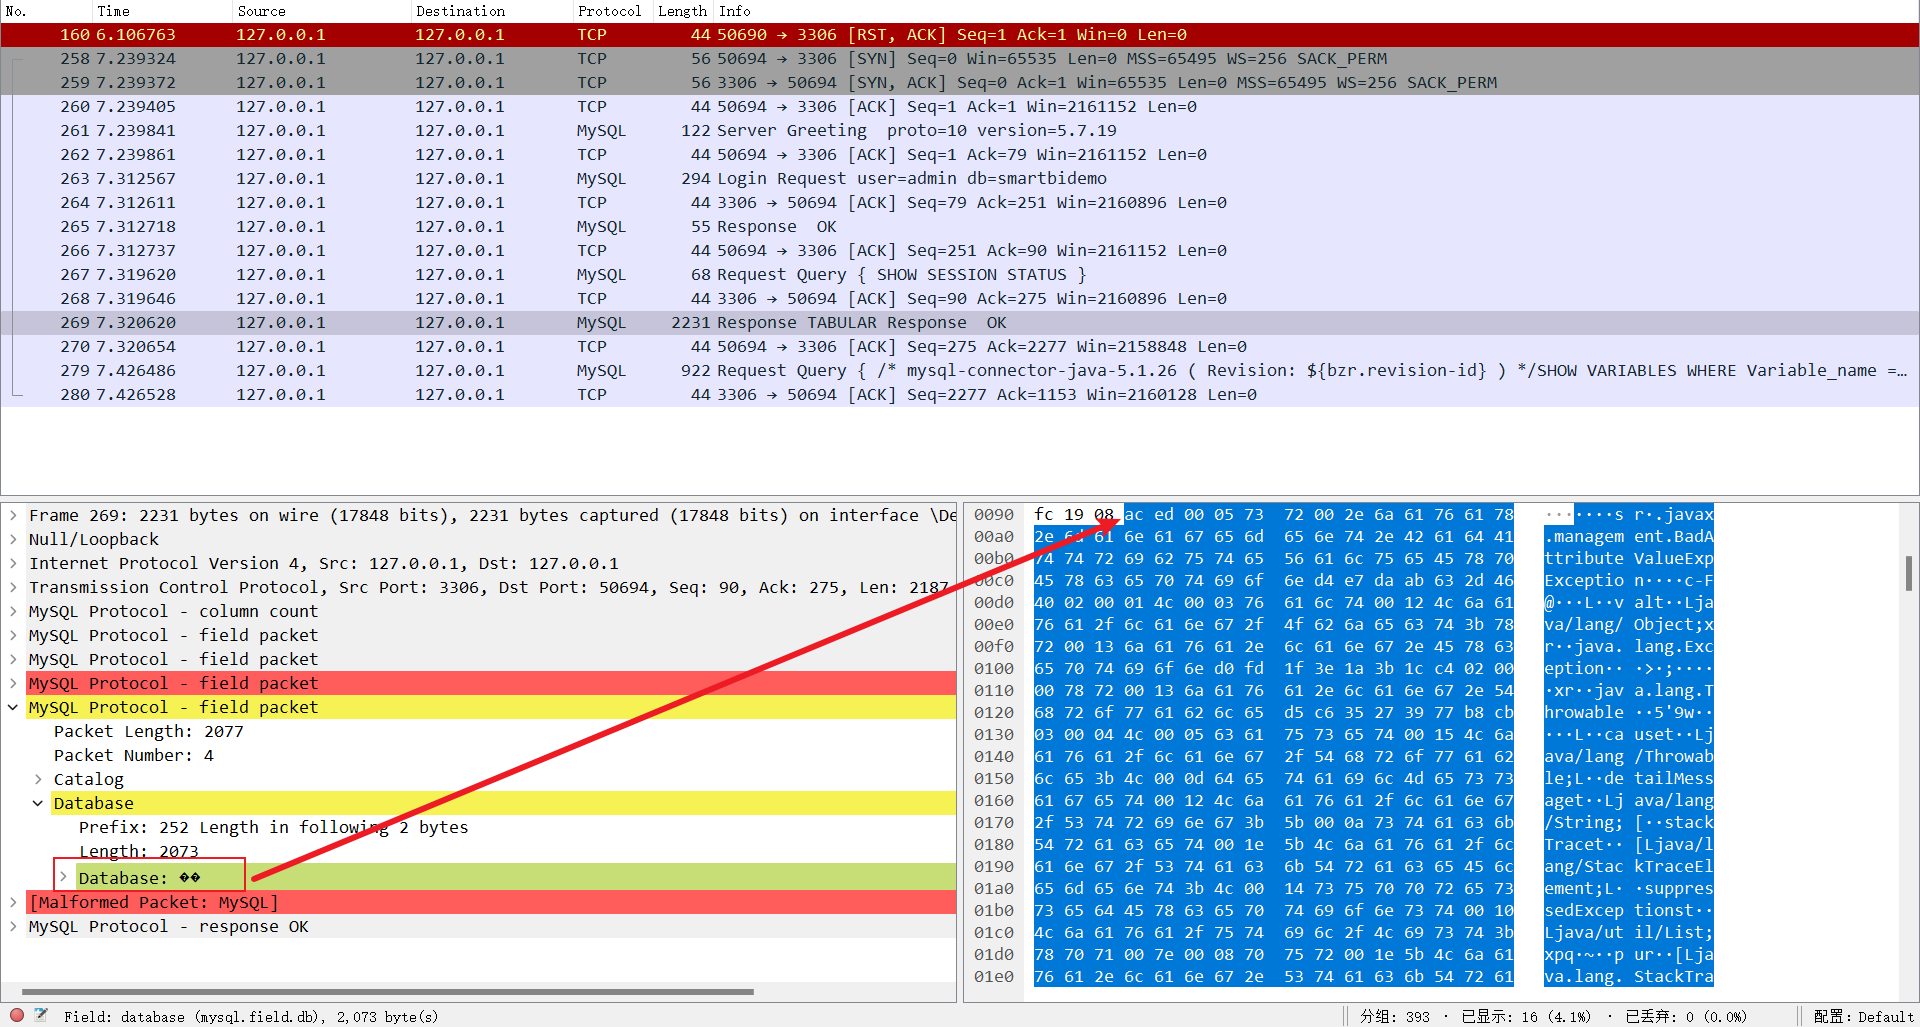 No. Time Source Destination Protocol Length Info
160 6.106763 127.0.0.1 127.0.0.1 TCP 44 50690 → 3306 [RST, ACK] Seq=1 Ack=1 Win=0 Len=0
258 7.239324 127.0.0.1 127.0.0.1 TCP 56 50694 → 3306 [SYN] Seq=0 Win=65535 Len=0 MSS=65495 WS=256 SACK_PERM
259 7.239372 127.0.0.1 127.0.0.1 TCP 56 3306 → 50694 [SYN, ACK] Seq=0 Ack=1 Win=65535 Len=0 MSS=65495 WS=256 SACK_PERM
260 7.239405 127.0.0.1 127.0.0.1 TCP 44 50694 → 3306 [ACK] Seq=1 Ack=1 Win=2161152 Len=0
261 7.239841 127.0.0.1 127.0.0.1 MySQL 122 Server Greeting proto=10 version=5.7.19
262 7.239861 127.0.0.1 127.0.0.1 TCP 44 50694 → 3306 [ACK] Seq=1 Ack=79 Win=2161152 Len=0
263 7.312567 127.0.0.1 127.0.0.1 MySQL 294 Login Request user=admin db=smartbidemo
264 7.312611 127.0.0.1 127.0.0.1 TCP 44 3306 → 50694 [ACK] Seq=79 Ack=251 Win=2160896 Len=0
265 7.312718 127.0.0.1 127.0.0.1 MySQL 55 Response OK
266 7.312737 127.0.0.1 127.0.0.1 TCP 44 50694 → 3306 [ACK] Seq=251 Ack=90 Win=2161152 Len=0
267 7.319620 127.0.0.1 127.0.0.1 MySQL 68 Request Query { SHOW SESSION STATUS }
268 7.319646 127.0.0.1 127.0.0.1 TCP 44 3306 → 50694 [ACK] Seq=90 Ack=275 Win=2160896 Len=0
269 7.320620 127.0.0.1 127.0.0.1 MySQL 2231 Response TABULAR Response OK
270 7.320654 127.0.0.1 127.0.0.1 TCP 44 50694 → 3306 [ACK] Seq=275 Ack=2277 Win=2158848 Len=0
279 7.426486 127.0.0.1 127.0.0.1 MySQL 922 Request Query { /* mysql-connector-java-5.1.26 ( Revision: ${bzr.revision-id} ) */SHOW VARIABLES WHERE Variable_name =…
280 7.426528 127.0.0.1 127.0.0.1 TCP 44 3306 → 50694 [ACK] Seq=2277 Ack=1153 Win=2160128 Len=0
Frame 269: 2231 bytes on wire (17848 bits), 2231 bytes captured (17848 bits) on interface \De
Null/Loopback
Internet Protocol Version 4, Src: 127.0.0.1, Dst: 127.0.0.1
Transmission Control Protocol, Src Port: 3306, Dst Port: 50694, Seq: 90, Ack: 275, Len: 2187
MySQL Protocol - column count
MySQL Protocol - field packet
MySQL Protocol - field packet
MySQL Protocol - field packet
MySQL Protocol - field packet
Packet Length: 2077
Packet Number: 4
Catalog
Database
Prefix: 252 Length in following 2 bytes
Length: 2073
Database: ��
[Malformed Packet: MySQL]
MySQL Protocol - response OK
0090 fc 19 08 ac ed 00 05 73 72 00 2e 6a 61 76 61 78 ·······s r·.javax
00a0 2e 6d 61 6e 61 67 65 6d 65 6e 74 2e 42 61 64 41 .managem ent.BadA
00b0 74 74 72 69 62 75 74 65 56 61 6c 75 65 45 78 70 ttribute ValueExp
00c0 45 78 63 65 70 74 69 6f 6e d4 e7 da ab 63 2d 46 Exceptio n····c-F
00d0 40 02 00 01 4c 00 03 76 61 6c 74 00 12 4c 6a 61 @···L··v alt··Lja
00e0 76 61 2f 6c 61 6e 67 2f 4f 62 6a 65 63 74 3b 78 va/lang/ Object;x
00f0 72 00 13 6a 61 76 61 2e 6c 61 6e 67 2e 45 78 63 r··java. lang.Exc
0100 65 70 74 69 6f 6e d0 fd 1f 3e 1a 3b 1c c4 02 00 eption·· ·>·;····
0110 00 78 72 00 13 6a 61 76 61 2e 6c 61 6e 67 2e 54 ·xr··jav a.lang.T
0120 68 72 6f 77 61 62 6c 65 d5 c6 35 27 39 77 b8 cb hrowable ··5'9w··
0130 03 00 04 4c 00 05 63 61 75 73 65 74 00 15 4c 6a ···L··ca uset··Lj
0140 61 76 61 2f 6c 61 6e 67 2f 54 68 72 6f 77 61 62 ava/lang /Throwab
0150 6c 65 3b 4c 00 0d 64 65 74 61 69 6c 4d 65 73 73 le;L··de tailMess
0160 61 67 65 74 00 12 4c 6a 61 76 61 2f 6c 61 6e 67 aget··Lj ava/lang
0170 2f 53 74 72 69 6e 67 3b 5b 00 0a 73 74 61 63 6b /String; [··stack
0180 54 72 61 63 65 74 00 1e 5b 4c 6a 61 76 61 2f 6c Tracet·· [Ljava/l
0190 61 6e 67 2f 53 74 61 63 6b 54 72 61 63 65 45 6c ang/Stac kTraceEl
01a0 65 6d 65 6e 74 3b 4c 00 14 73 75 70 70 72 65 73 ement;L· ·suppres
01b0 73 65 64 45 78 63 65 70 74 69 6f 6e 73 74 00 10 sedExcep tionst··
01c0 4c 6a 61 76 61 2f 75 74 69 6c 2f 4c 69 73 74 3b Ljava/ut il/List;
01d0 78 70 71 00 7e 00 08 70 75 72 00 1e 5b 4c 6a 61 xpq·~··p ur··[Lja
01e0 76 61 2e 6c 61 6e 67 2e 53 74 61 63 6b 54 72 61 va.lang. StackTra
Field: database (mysql.field.db), 2,073 byte(s) 分组: 393 · 已显示: 16 (4.1%) · 已丢弃: 0 (0.0%) 配置: Default